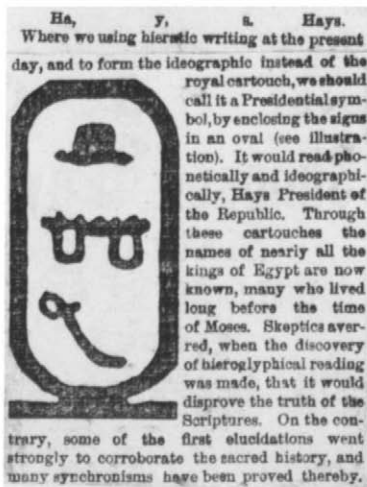 Ha, y, s. Hays.
Where we using hieratic writing at the present
day, and to form the ideographic instead of the
royal cartouch, we should
call it a Presidential sym-
bol, by enclosing the signs
in an oval (see illustra-
tion). It would read pho-
netically and ideographi-
cally, Hays President of
the Republic. Through
these cartouches the
names of nearly all the
kings of Egypt are now
known, many who lived
long before the time
of Moses. Skeptics aver-
red, when the discovery
of hieroglyphical reading
was made, that it would
disprove the truth of the
Scriptures. On the con-
trary, some of the first elucidations went
strongly to corroborate the sacred history, and
many synchronisms have been proved thereby.